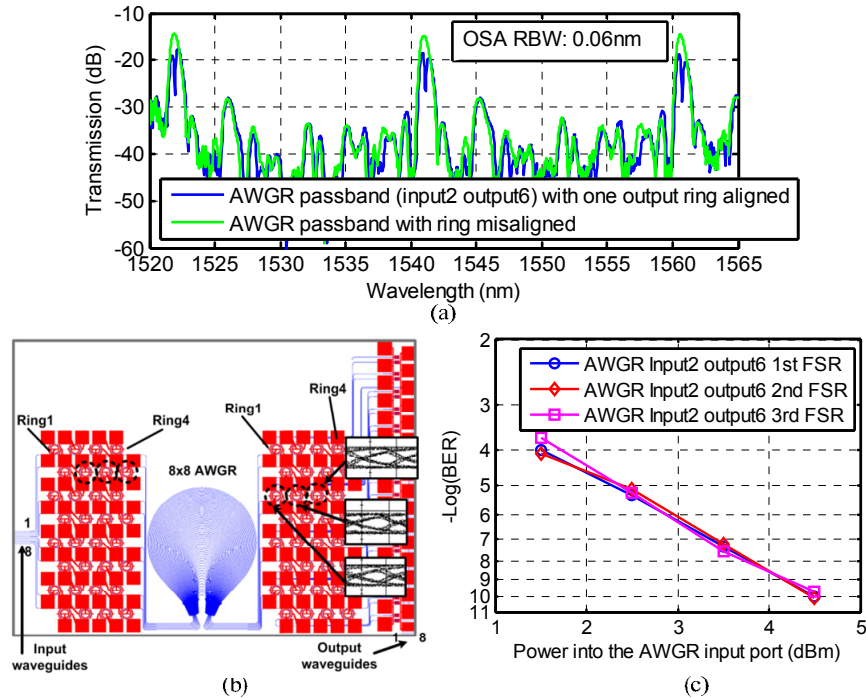 -10
-20
-30
-40
-50
-60
Transmission (dB)
OSA RBW: 0.06nm
AWGR passband (input2 output6) with one output ring aligned
AWGR passband with ring misaligned
1520 1525 1530 1535 1540 1545 1550 1555 1560 1565
Wavelength (nm)
(a)
Ring1
Ring4
8x8 AWGR
Ring1
Ring4
1
8
Input
waveguides
Output
waveguides
1
8
(b)
2
3
4
5
6
7
8
9
10
11
-Log(BER)
AWGR Input2 output6 1st FSR
AWGR Input2 output6 2nd FSR
AWGR Input2 output6 3rd FSR
1 2 3 4 5
Power into the AWGR input port (dBm)
(c)